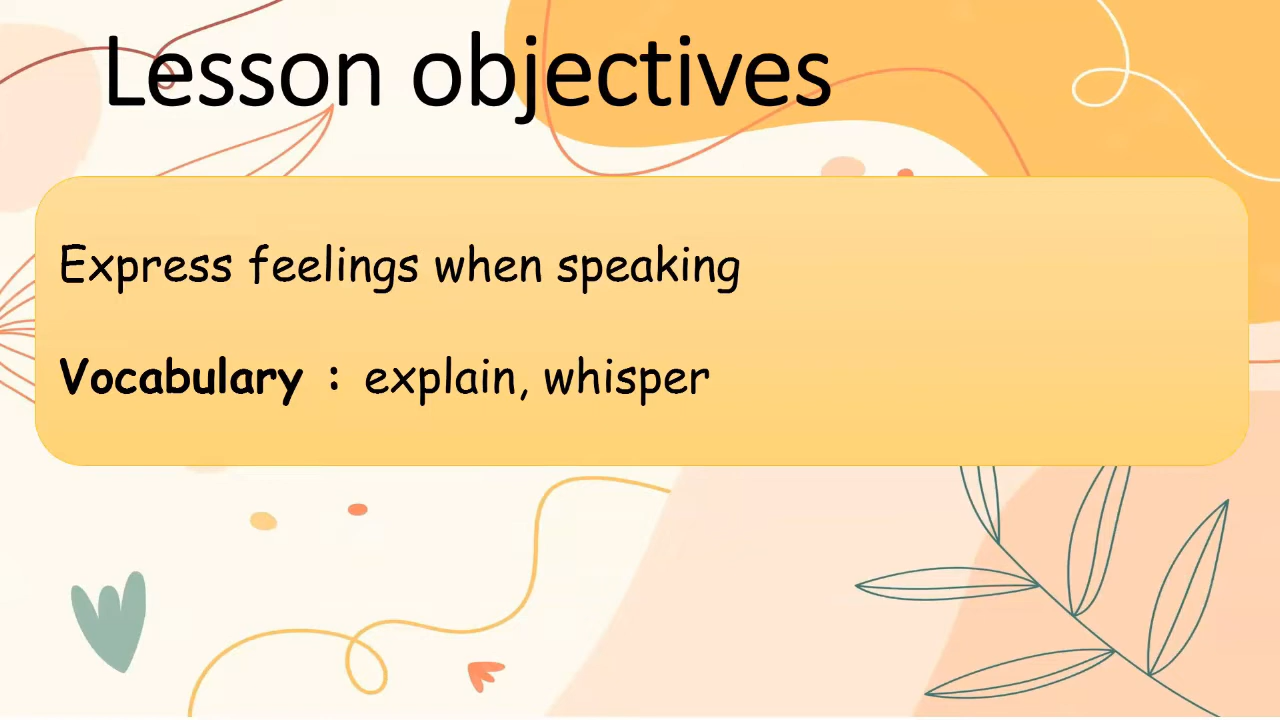 Lesson objectives
Express feelings when speaking
Vocabulary : explain, whisper